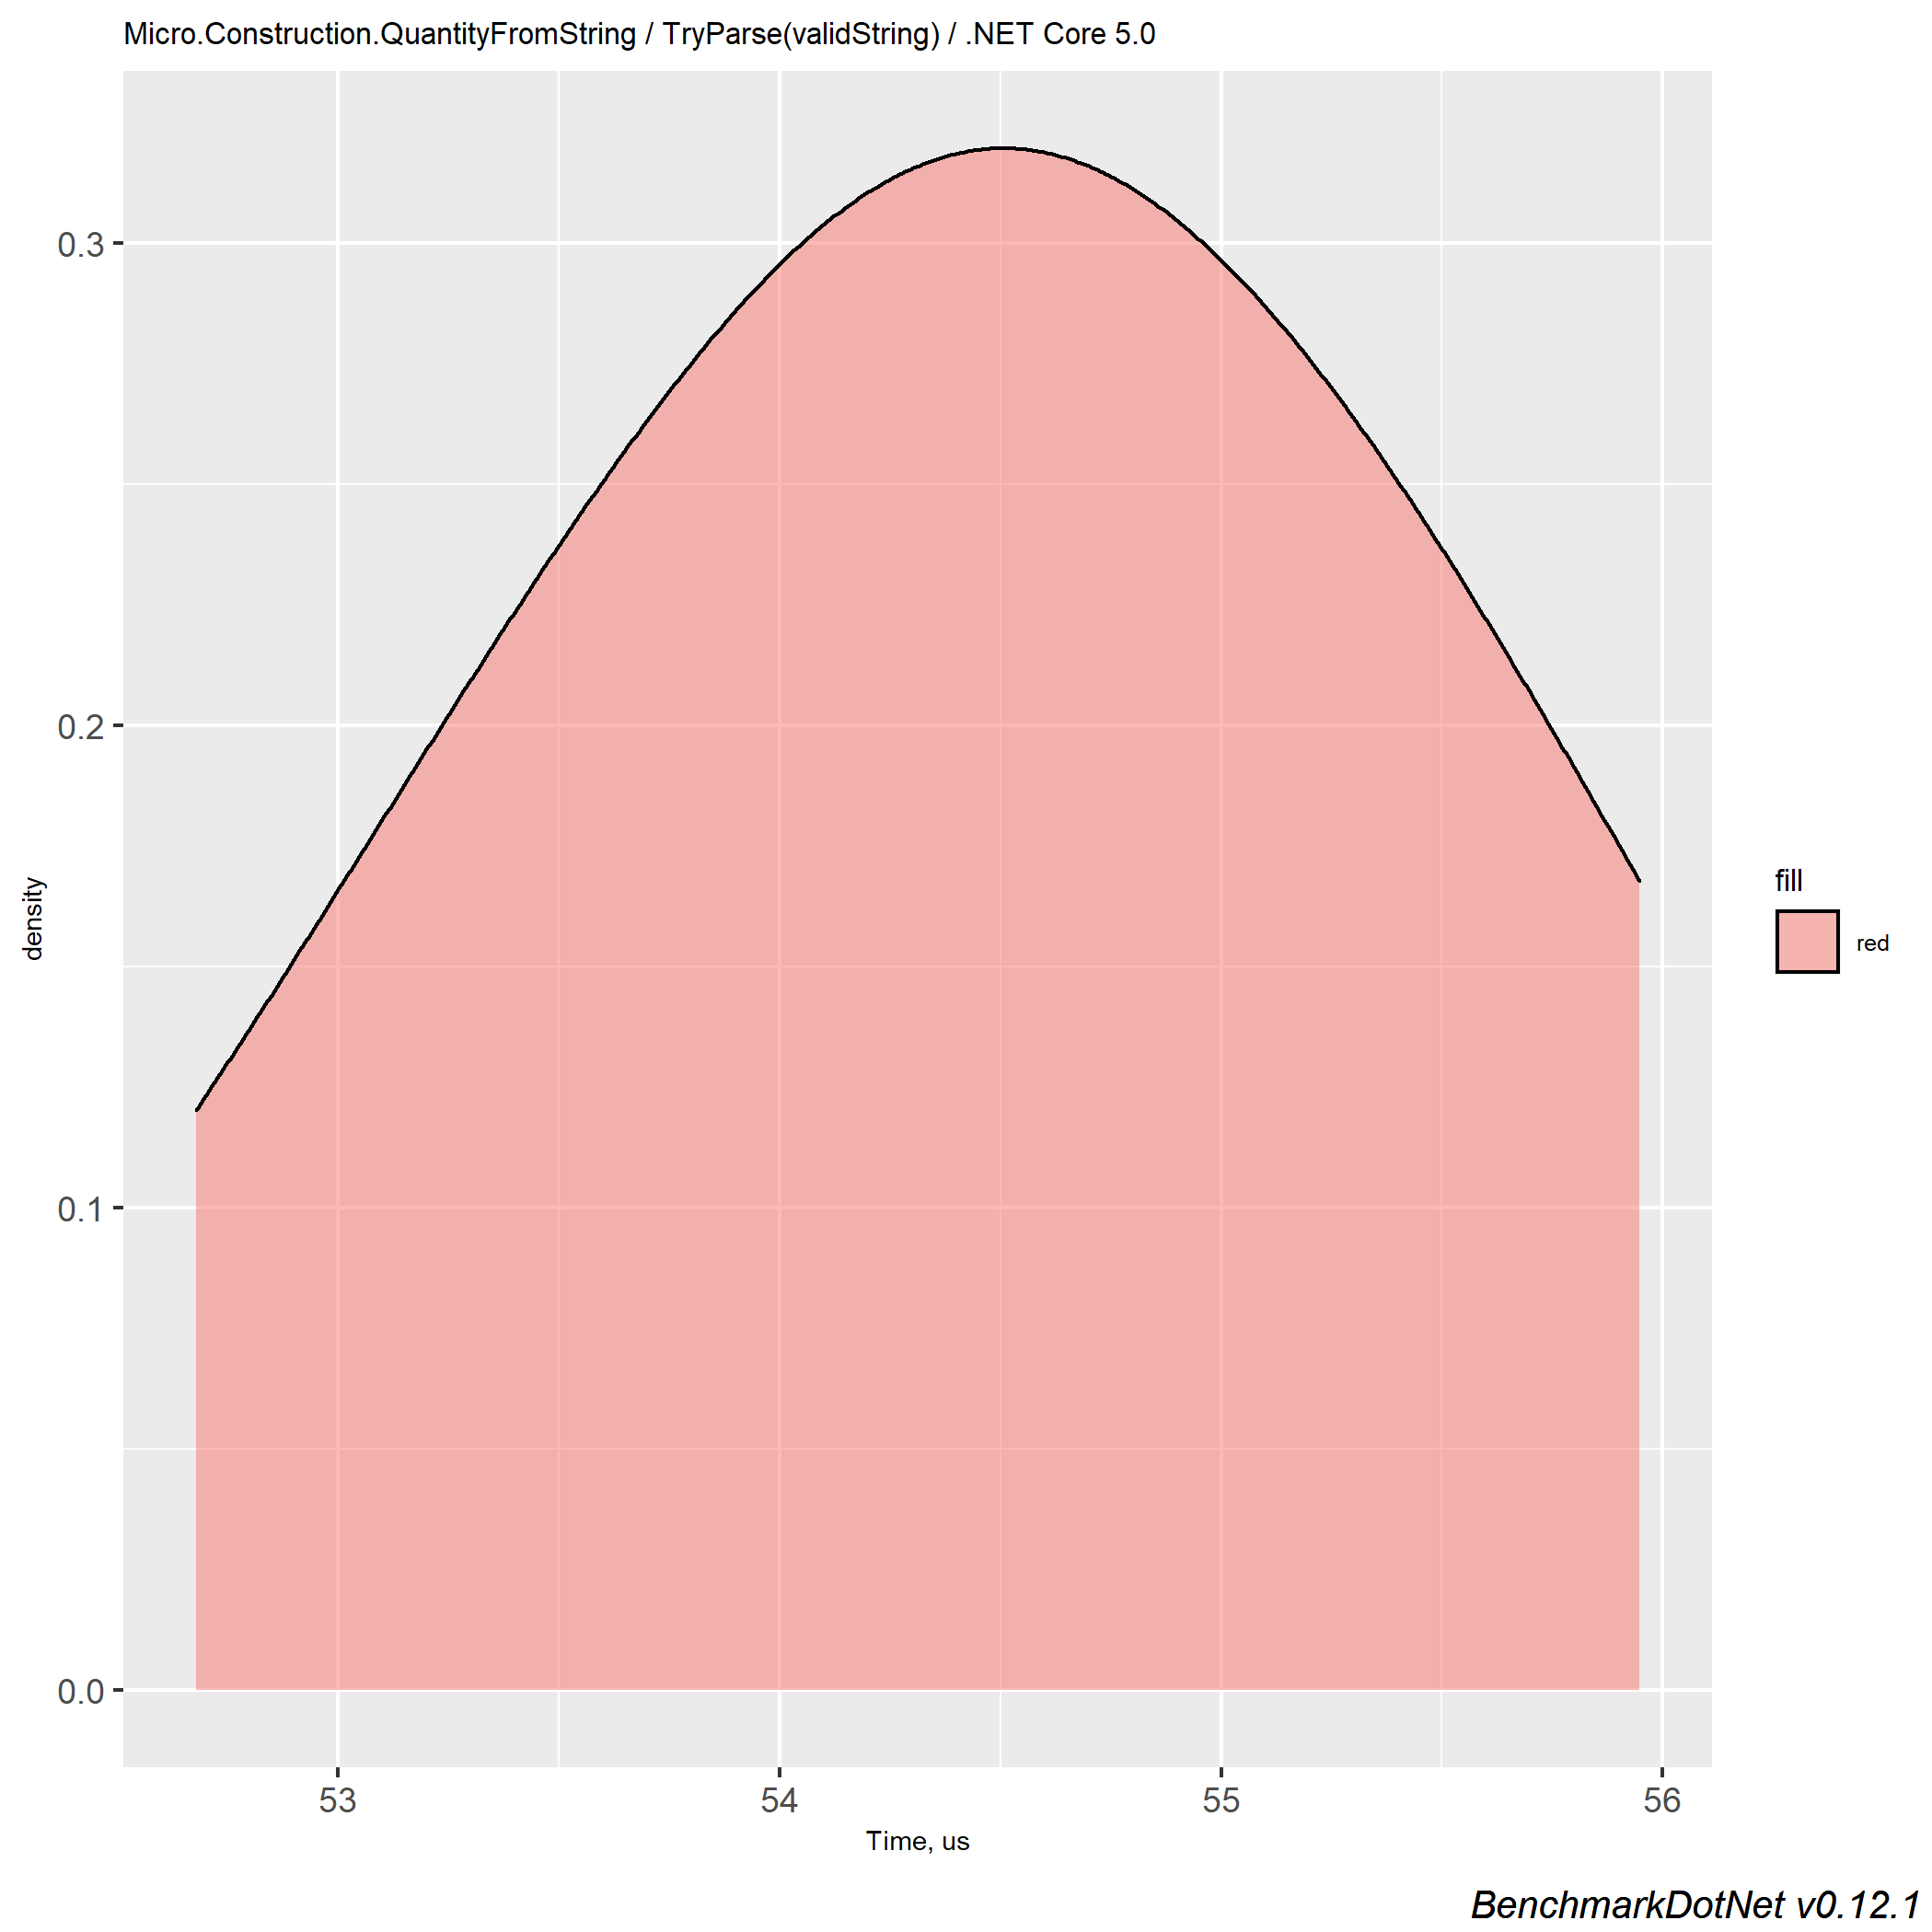 Micro.Construction.QuantityFromString / TryParse(validString) / .NET Core 5.0
0.3
0.2
0.1
0.0
density
53 54 55 56
Time, us
fill
red
BenchmarkDotNet v0.12.1